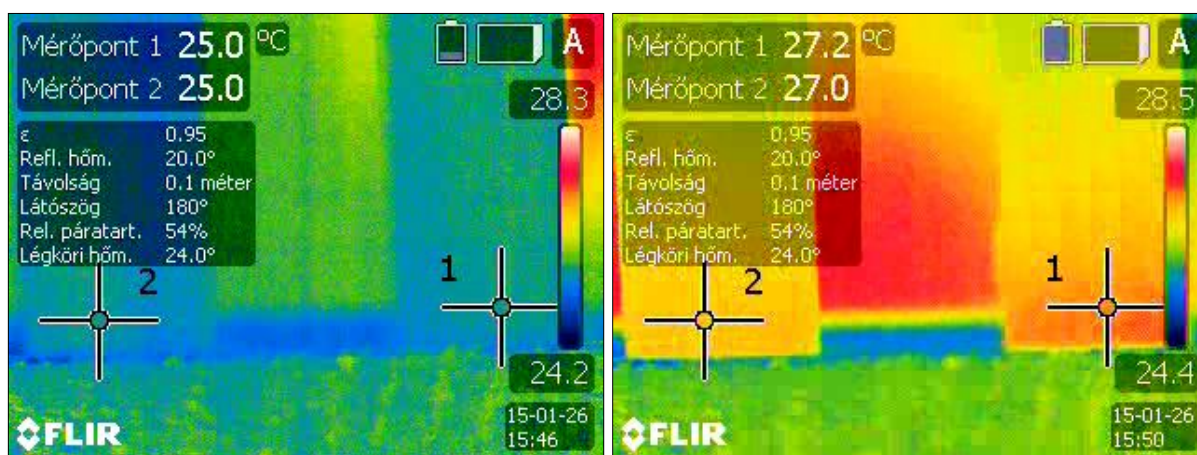 Mérőpont 1 25.0 °C
Mérőpont 2 25.0
A
28.3
ε 0.95
Refl. hőm. 20.0°
Távolság 0.1 méter
Látószög 180°
Rel. páratart. 54%
Légköri hőm. 24.0°
2
1
24.2
15-01-26
15:46
FLIR
Mérőpont 1 27.2 °C
Mérőpont 2 27.0
A
28.5
ε 0.95
Refl. hőm. 20.0°
Távolság 0.1 méter
Látószög 180°
Rel. páratart. 54%
Légköri hőm. 24.0°
2
1
24.4
15-01-26
15:50
FLIR